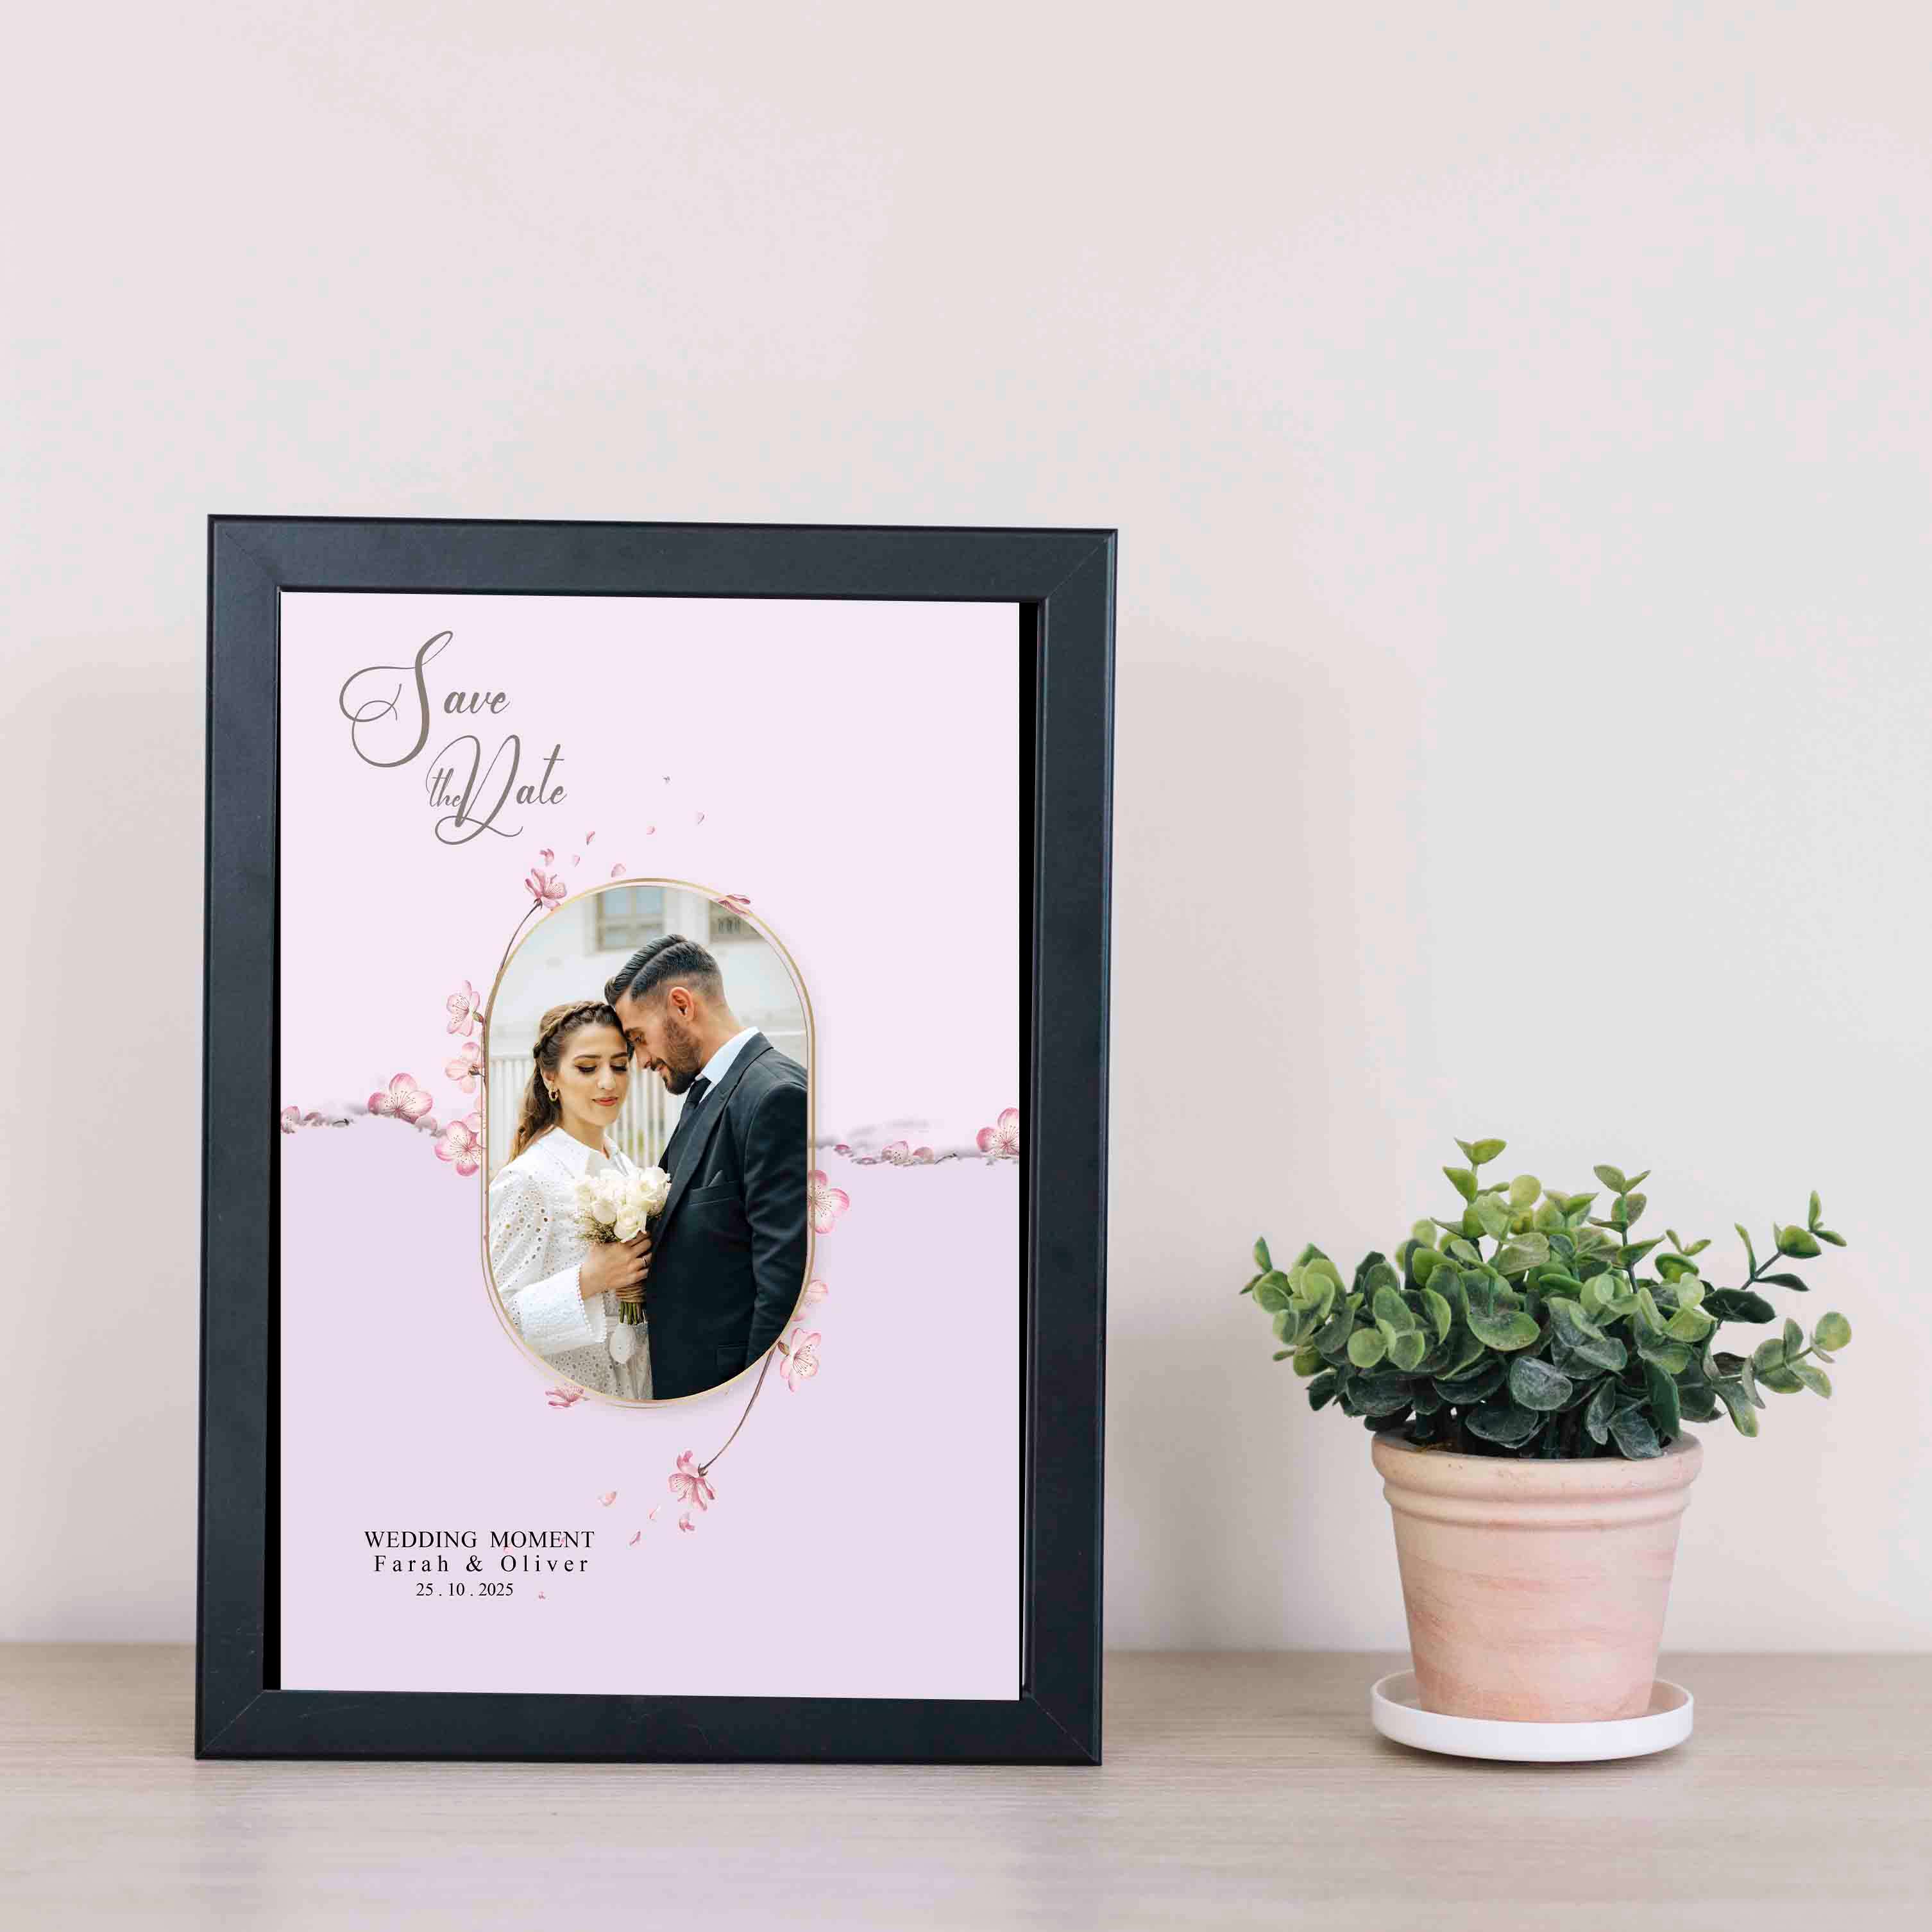 Save
the Date
WEDDING MOMENT
Farah & Oliver
25 . 10 . 2025